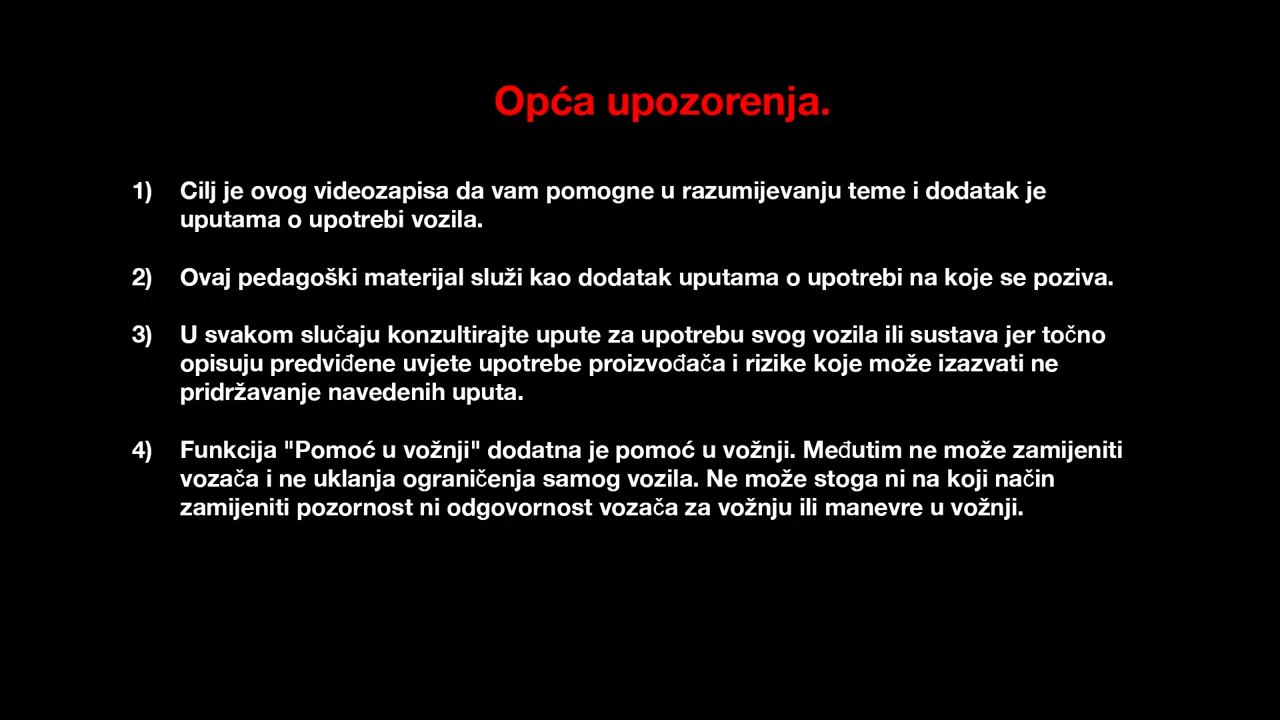 Opća upozorenja.
1) Cilj je ovog videozapisa da vam pomogne u razumijevanju teme i dodatak je
uputama o upotrebi vozila.
2) Ovaj pedagoški materijal služi kao dodatak uputama o upotrebi na koje se poziva.
3) U svakom slučaju konzultirajte upute za upotrebu svog vozila ili sustava jer točno
opisuju predviđene uvjete upotrebe proizvođača i rizike koje može izazvati ne
pridržavanje navedenih uputa.
4) Funkcija "Pomoć u vožnji" dodatna je pomoć u vožnji. Međutim ne može zamijeniti
vozača i ne uklanja ograničenja samog vozila. Ne može stoga ni na koji način
zamijeniti pozornost ni odgovornost vozača za vožnju ili manevre u vožnji.